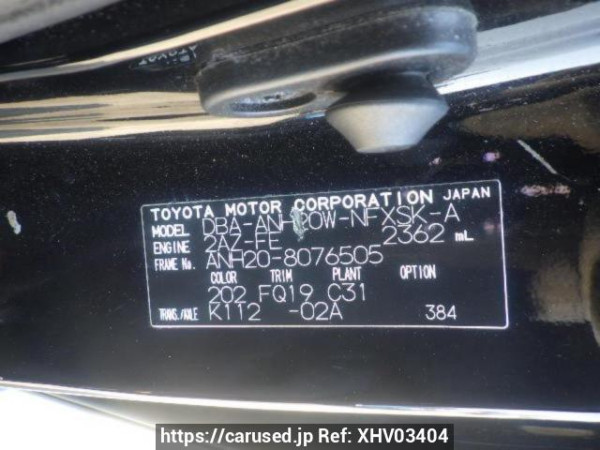 TOYOTA MOTOR CORPORATION JAPAN
MODEL DBA-ANH20W-NFXSK-A
ENGINE 2AZ-FE 2362 mL
FRAME No. ANH20-8076505
COLOR TRIM PLANT OPTION
202 FQ19 C31
TRANS./AXLE K112 -02A 384
https://carused.jp Ref: XHV03404